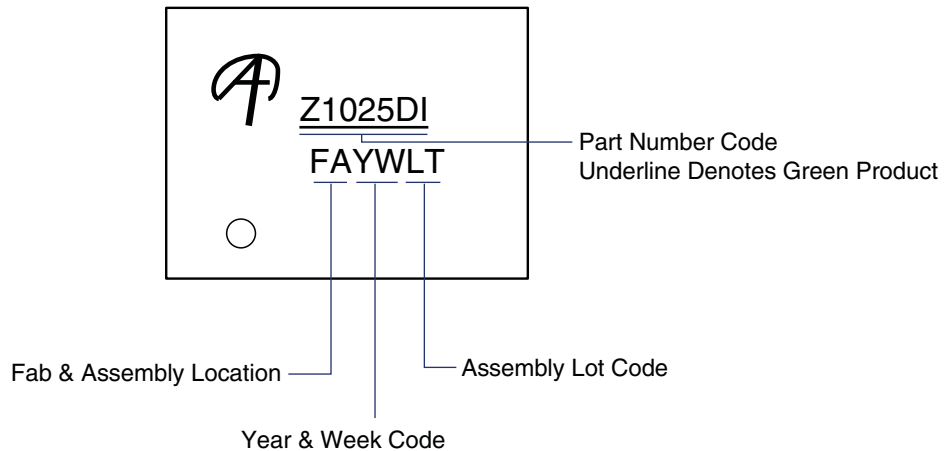 Z1025DI
FAYWLT
Part Number Code
Underline Denotes Green Product
Fab & Assembly Location
Assembly Lot Code
Year & Week Code